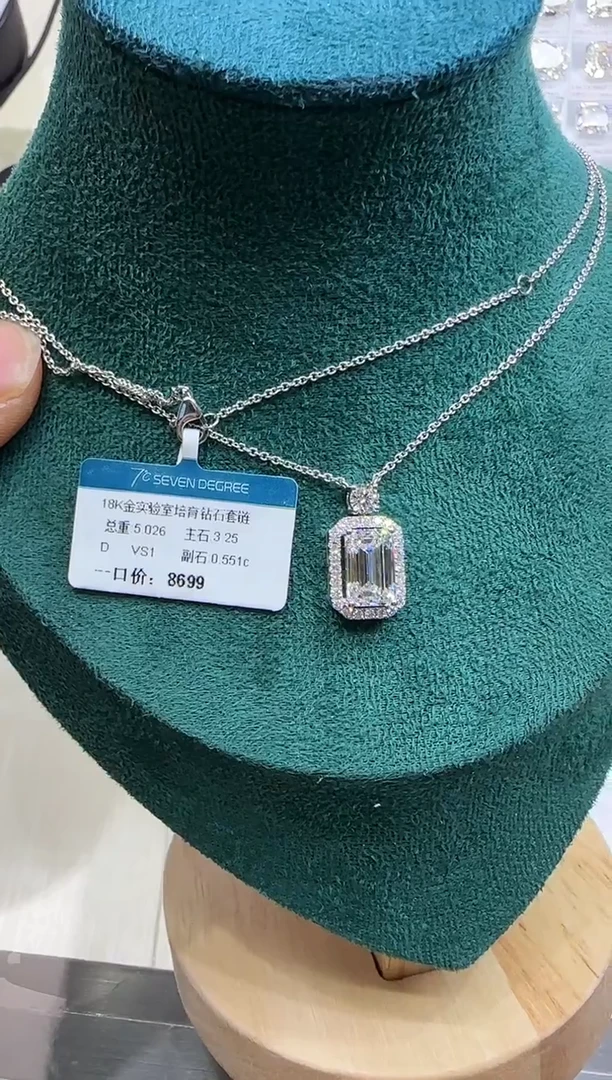 7℃ SEVEN DEGREE
18K金实验室培育钻石套链
总重 5.026 主石 3.25
D VS1 副石 0.551c
一口价: 8699